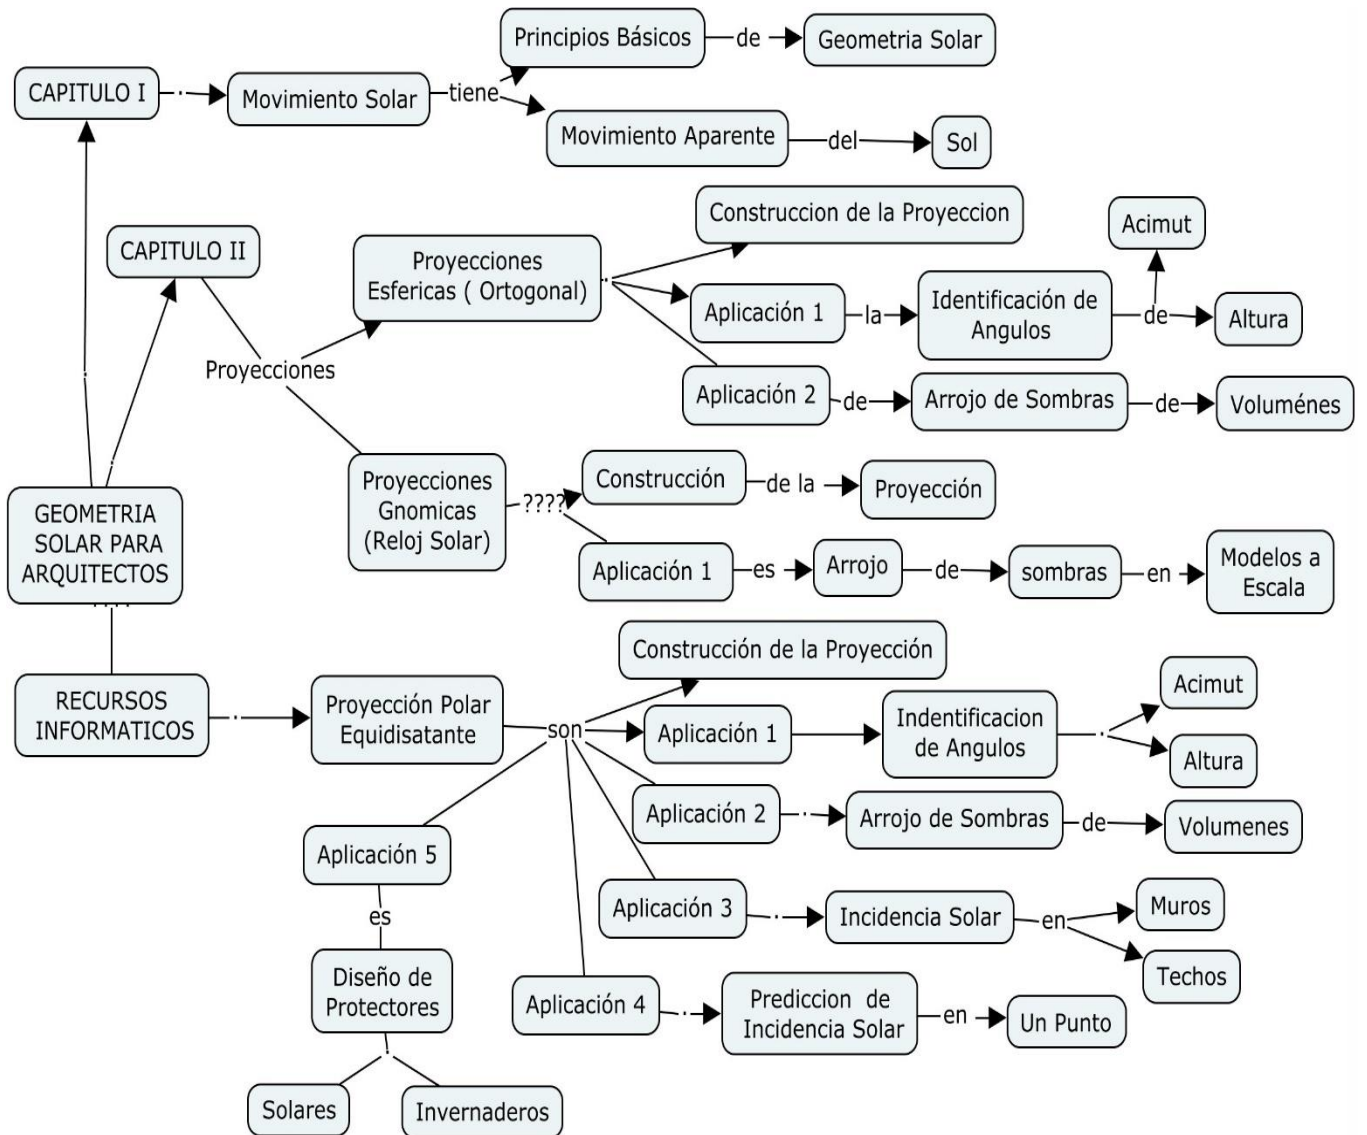 Principios Básicos
de
Geometria Solar
CAPITULO I
Movimiento Solar
tiene
Movimiento Aparente
del
Sol
Construccion de la Proyeccion
CAPITULO II
Proyecciones
Esfericas ( Ortogonal)
Acimut
Aplicación 1
la
Identificación de
Angulos
de
Altura
Proyecciones
Aplicación 2
de
Arrojo de Sombras
de
Voluménes
Proyecciones
Gnomicas
(Reloj Solar)
????
Construcción
de la
Proyección
Aplicación 1
es
Arrojo
de
sombras
en
Modelos a
Escala
GEOMETRIA
SOLAR PARA
ARQUITECTOS
????
RECURSOS
INFORMATICOS
Proyección Polar
Equidisatante
son
Construcción de la Proyección
Aplicación 1
Indentificacion
de Angulos
Acimut
Altura
Aplicación 2
Arrojo de Sombras
de
Volumenes
Aplicación 3
Incidencia Solar
en
Muros
Techos
Aplicación 4
Prediccion de
Incidencia Solar
en
Un Punto
Aplicación 5
es
Diseño de
Protectores
Solares
Invernaderos